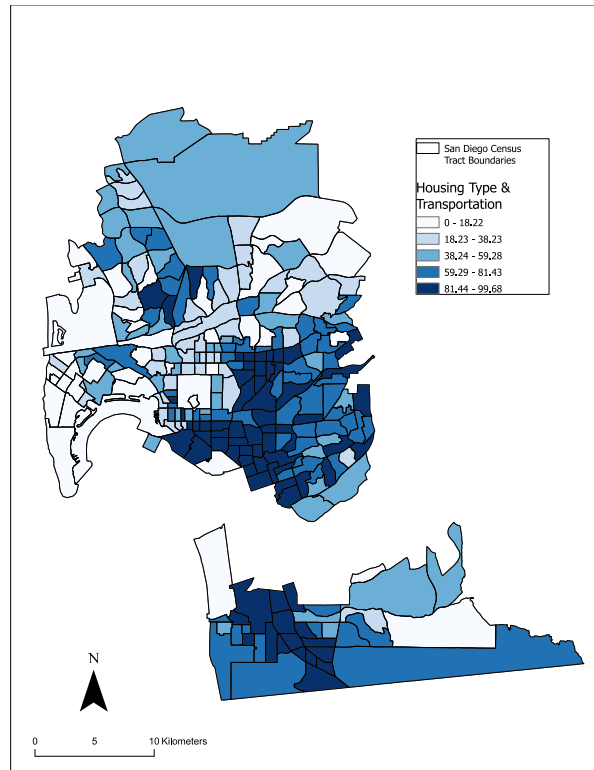 San Diego Census
Tract Boundaries
Housing Type &
Transportation
0 - 18.22
18.23 - 38.23
38.24 - 59.28
59.29 - 81.43
81.44 - 99.68
N
0 5 10 Kilometers